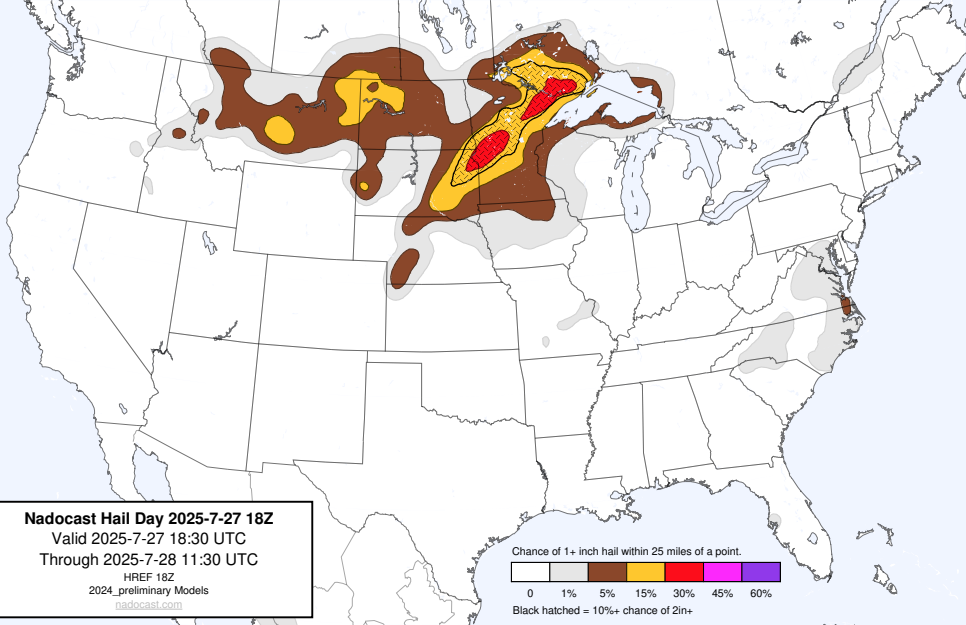 Nadocast Hail Day 2025-7-27 18Z
Valid 2025-7-27 18:30 UTC
Through 2025-7-28 11:30 UTC
HREF 18Z
2024_preliminary Models
nadocast.com
Chance of 1+ inch hail within 25 miles of a point.
0 1% 5% 15% 30% 45% 60%
Black hatched = 10%+ chance of 2in+